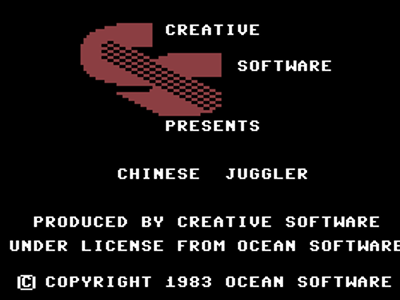 CREATIVE
SOFTWARE
PRESENTS
CHINESE JUGGLER
PRODUCED BY CREATIVE SOFTWARE
UNDER LICENSE FROM OCEAN SOFTWARE
[C] COPYRIGHT 1983 OCEAN SOFTWARE